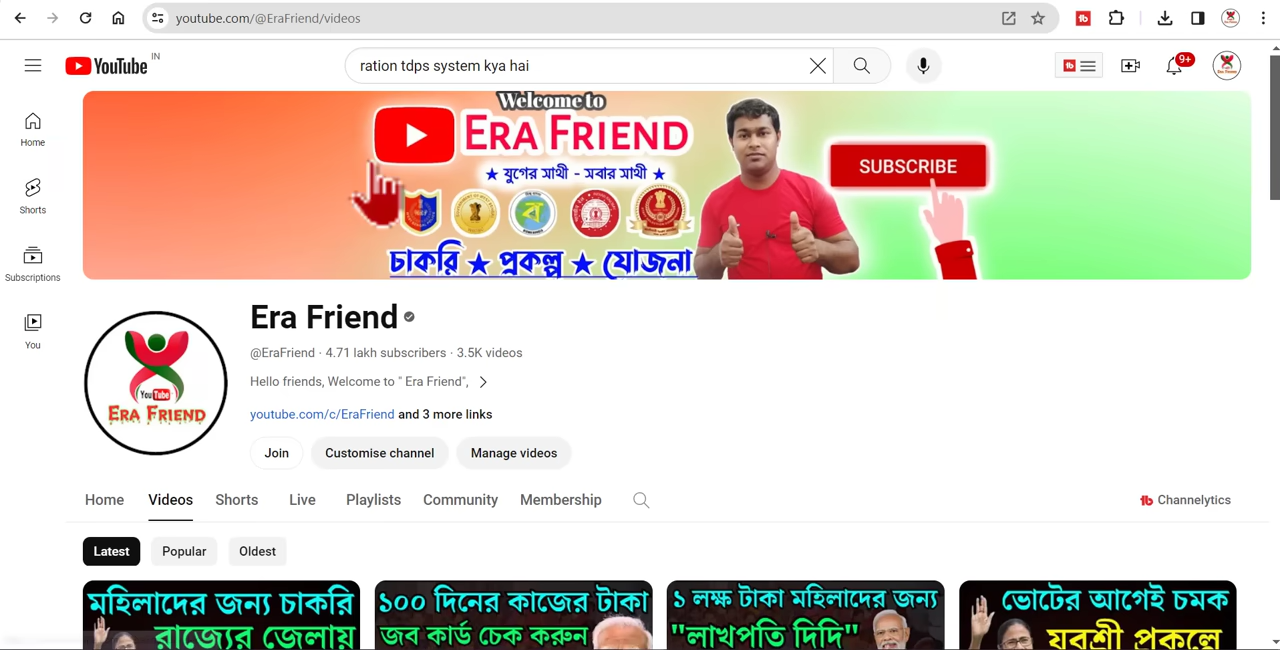 youtube.com/@EraFriend/videos
YouTube IN
ration tdps system kya hai
9+
Welcome to
ERA FRIEND
★ যুগের সাথী - সবার সাথী ★
SUBSCRIBE
চাকরি ★ প্রকল্প ★ যোজনা
Home
Shorts
Subscriptions
You
YouTube
ERA FRIEND
Era Friend
@EraFriend · 4.71 lakh subscribers · 3.5K videos
Hello friends, Welcome to " Era Friend",
youtube.com/c/EraFriend and 3 more links
Join Customise channel Manage videos
Home Videos Shorts Live Playlists Community Membership
Channelytics
Latest Popular Oldest
মহিলাদের জন্য চাকরি
রাজ্যের জেলায়
১০০ দিনের কাজের টাকা
জব কার্ড চেক করুন
১ লক্ষ টাকা মহিলাদের জন্য
"লাখপতি দিদি"
ভোটের আগেই চমক
যুবশ্রী প্রকল্পে